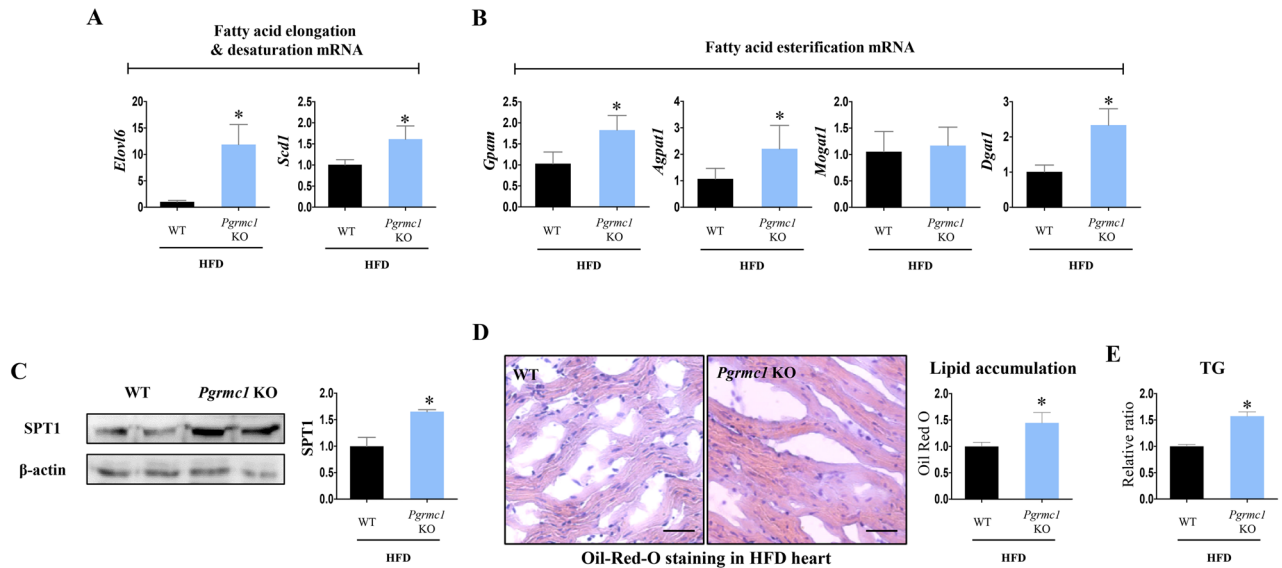 A
Fatty acid elongation
& desaturation mRNA
Elovl6
20
15
10
5
0
WT
*
Pgrmc1
KO
HFD
Scd1
2.5
2.0
1.5
1.0
0.5
0.0
WT
*
Pgrmc1
KO
HFD
B
Fatty acid esterification mRNA
Gpam
2.5
2.0
1.5
1.0
0.5
0.0
WT
*
Pgrmc1
KO
HFD
Agpat1
4
3
2
1
0
WT
*
Pgrmc1
KO
HFD
Mogat1
2.0
1.5
1.0
0.5
0.0
WT
Pgrmc1
KO
HFD
Dgat1
3
2
1
0
WT
*
Pgrmc1
KO
HFD
C
WT Pgrmc1 KO
SPT1
β-actin
SPT1
2.0
1.5
1.0
0.5
0.0
WT
*
Pgrmc1
KO
HFD
D
WT
Pgrmc1 KO
Oil-Red-O staining in HFD heart
Lipid accumulation
Oil Red O
2.0
1.5
1.0
0.5
0.0
WT
*
Pgrmc1
KO
HFD
E
TG
Relative ratio
2.0
1.5
1.0
0.5
0.0
WT
*
Pgrmc1
KO
HFD